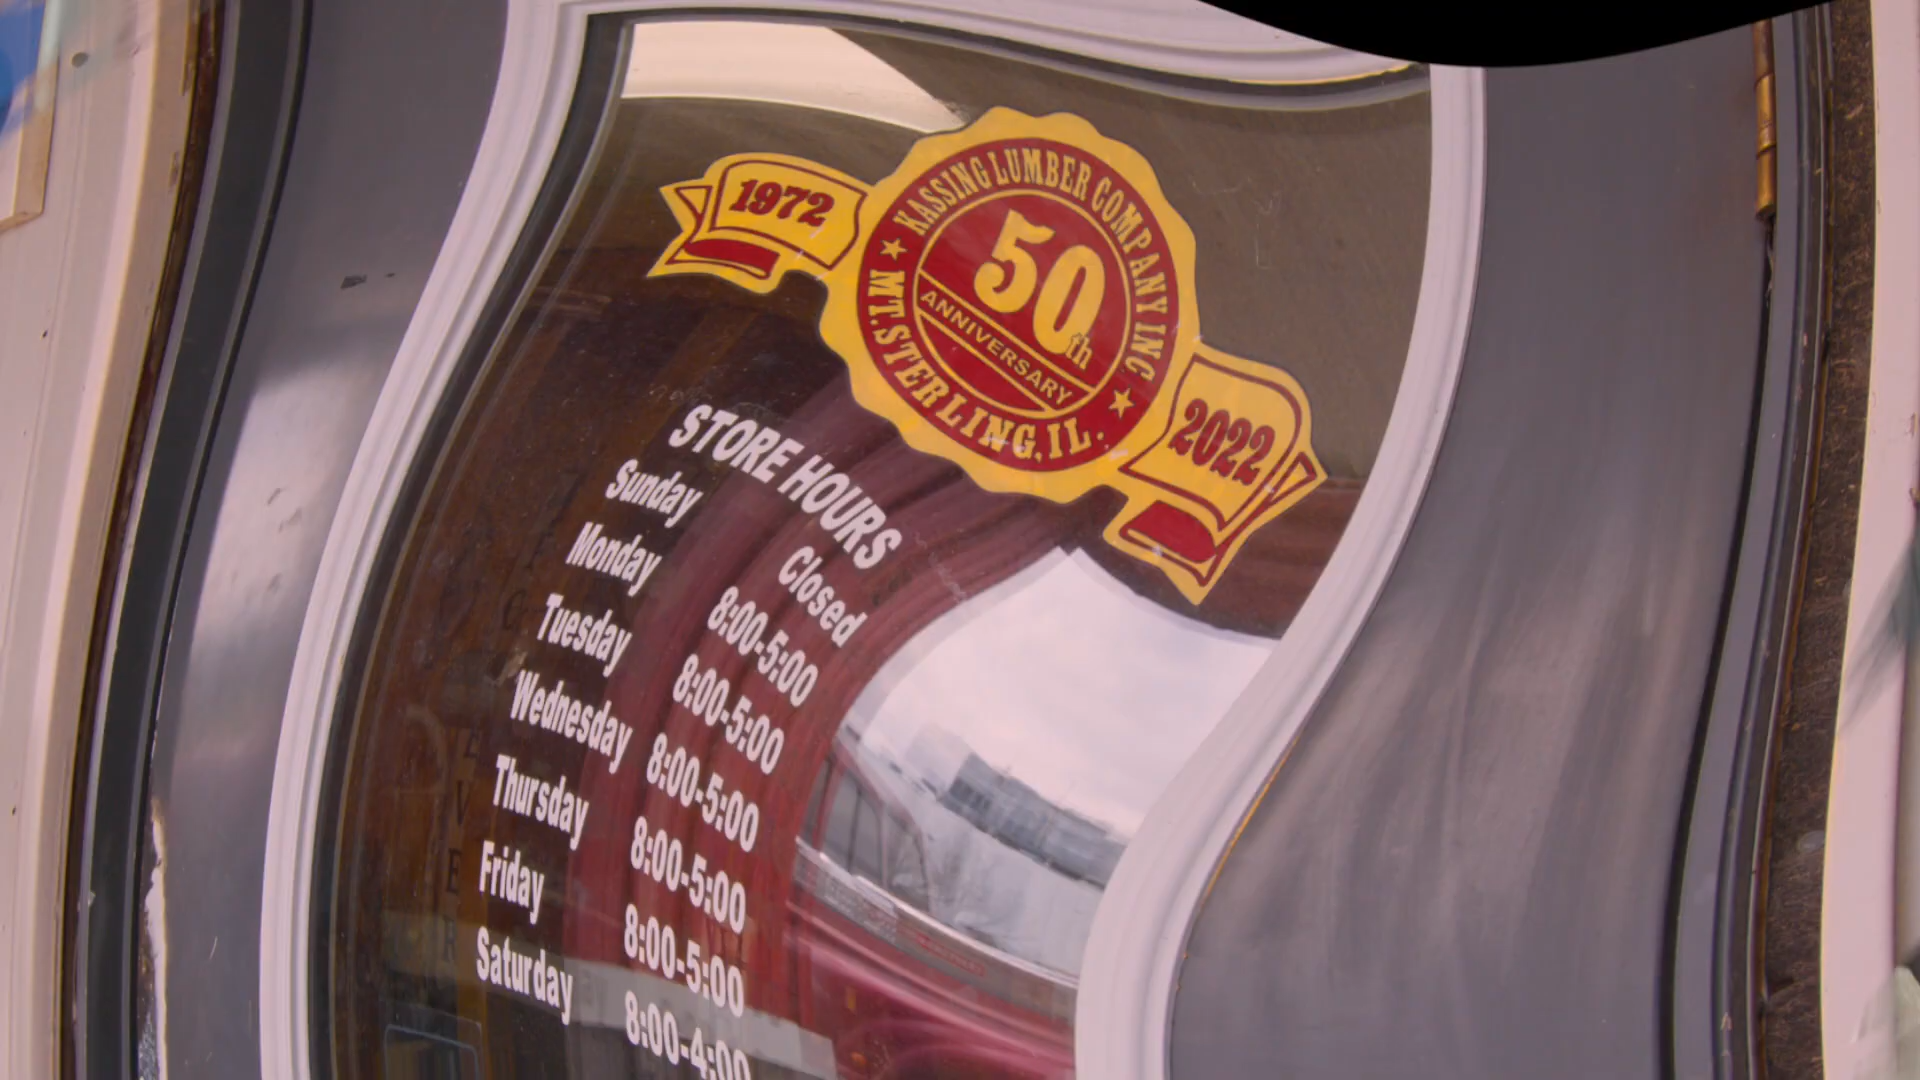 1972
KASSING LUMBER COMPANY INC
50th
ANNIVERSARY
★ MT. STERLING, IL. ★
2022
STORE HOURS
Sunday Closed
Monday 8:00-5:00
Tuesday 8:00-5:00
Wednesday 8:00-5:00
Thursday 8:00-5:00
Friday 8:00-5:00
Saturday 8:00-4:00